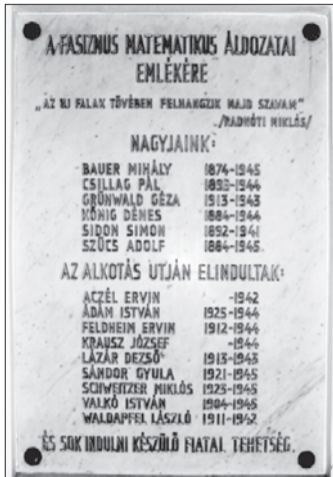 A FASIZMUS MATEMATIKUS ÁLDOZATAI
EMLÉKÉRE
„AZ ÚJ FALAK TÖVÉBEN FELHANGZIK MAJD SZAVAM”
/RADNÓTI MIKLÓS/
NAGYJAINK:
BAUER MIHÁLY 1874-1945
CSILLAG PÁL 1896-1944
GRÜNWALD GÉZA 1913-1943
KÖNIG DÉNES 1884-1944
SIDON SIMON 1892-1941
SZÜCS ADOLF 1884-1945
AZ ALKOTÁS UTJÁN ELINDULTAK:
ACZÉL ERVIN -1942
ÁDÁM ISTVÁN 1925-1944
FELDHEIM ERVIN 1912-1944
KRAUSZ JÓZSEF -1944
LÁZÁR DEZSŐ 1913-1943
SÁNDOR GYULA 1921-1945
SCHWEITZER MIKLÓS 1923-1945
VALKÓ ISTVÁN 1904-1945
WALDAPFEL LÁSZLÓ 1911-1942
ÉS SOK INDULNI KÉSZÜLŐ FIATAL TEHETSÉG.